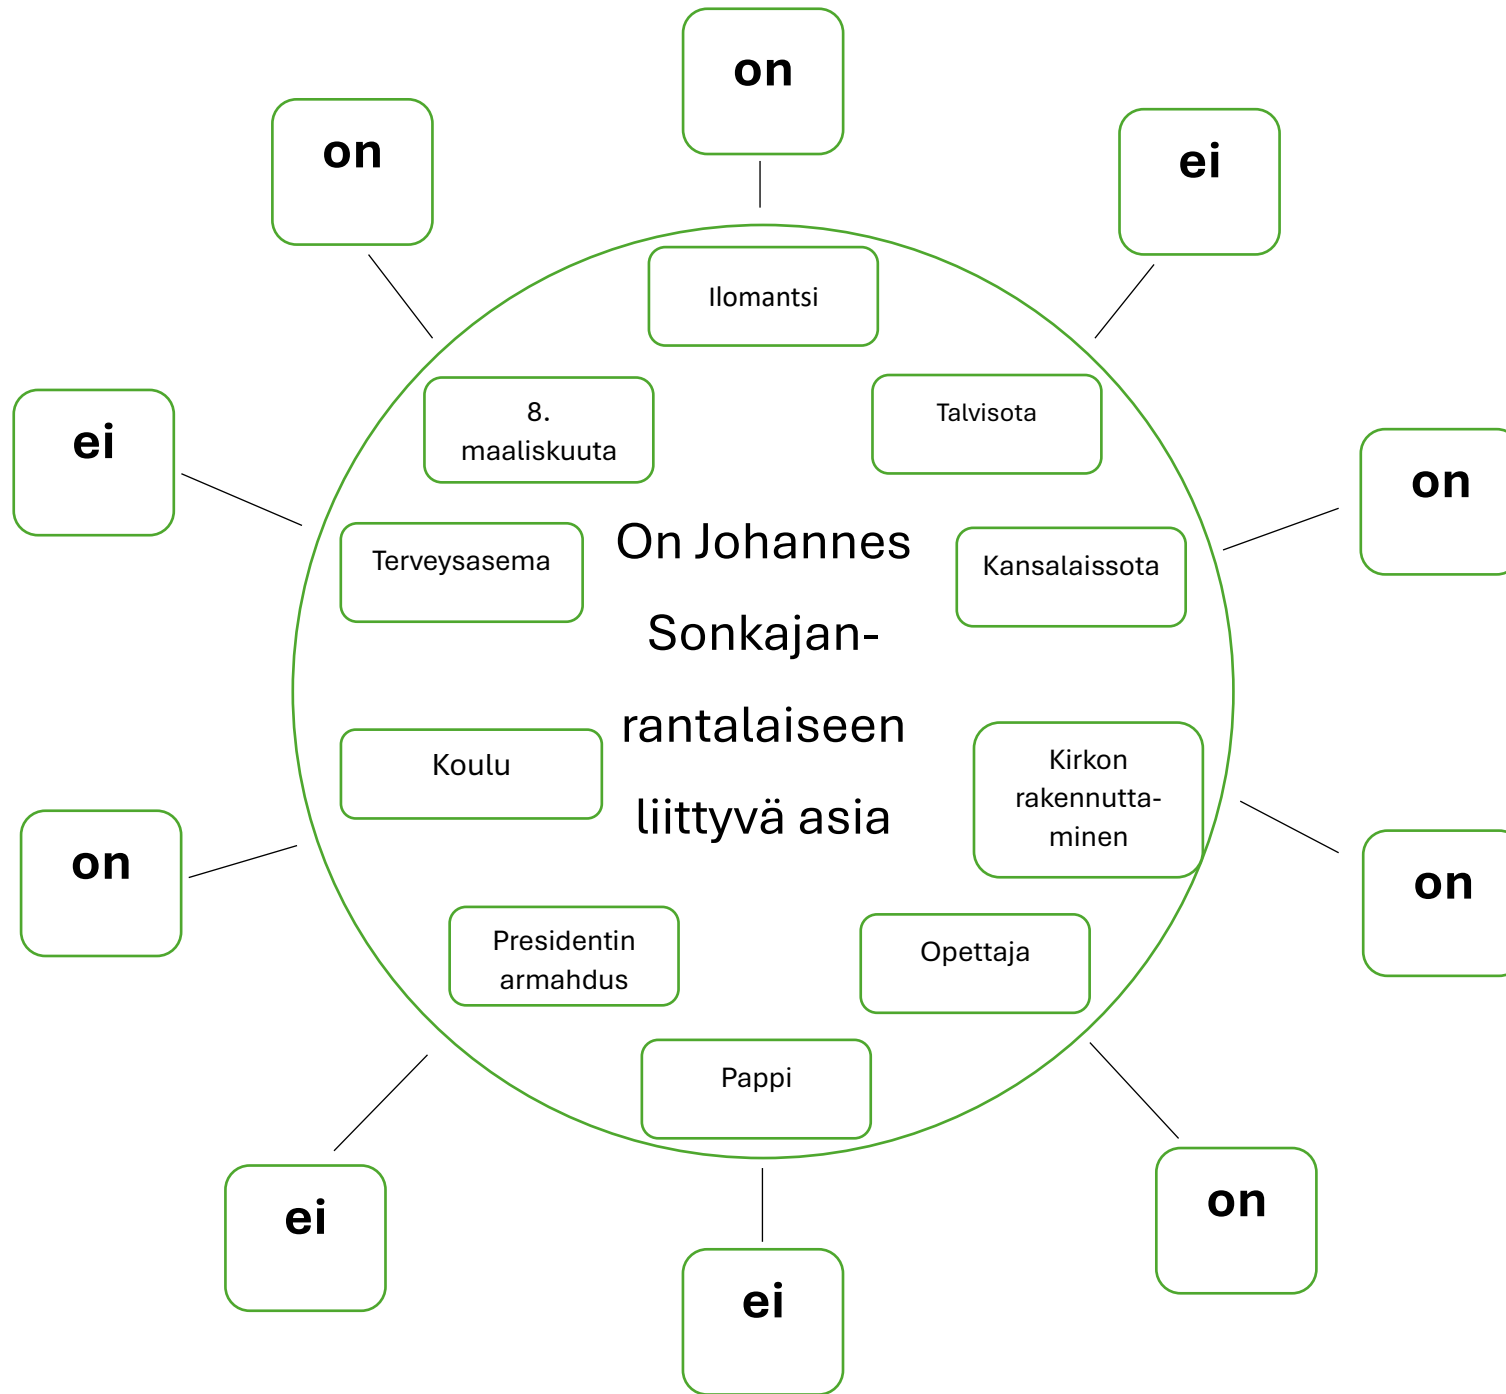 on
on
ei
Ilomantsi
8.
maaliskuuta
Talvisota
ei
on
Terveysasema
Kansalaissota
On Johannes
Sonkajan-
rantalaiseen
liittyvä asia
Koulu
Kirkon
rakennutta-
minen
on
on
Presidentin
armahdus
Opettaja
Pappi
ei
on
ei